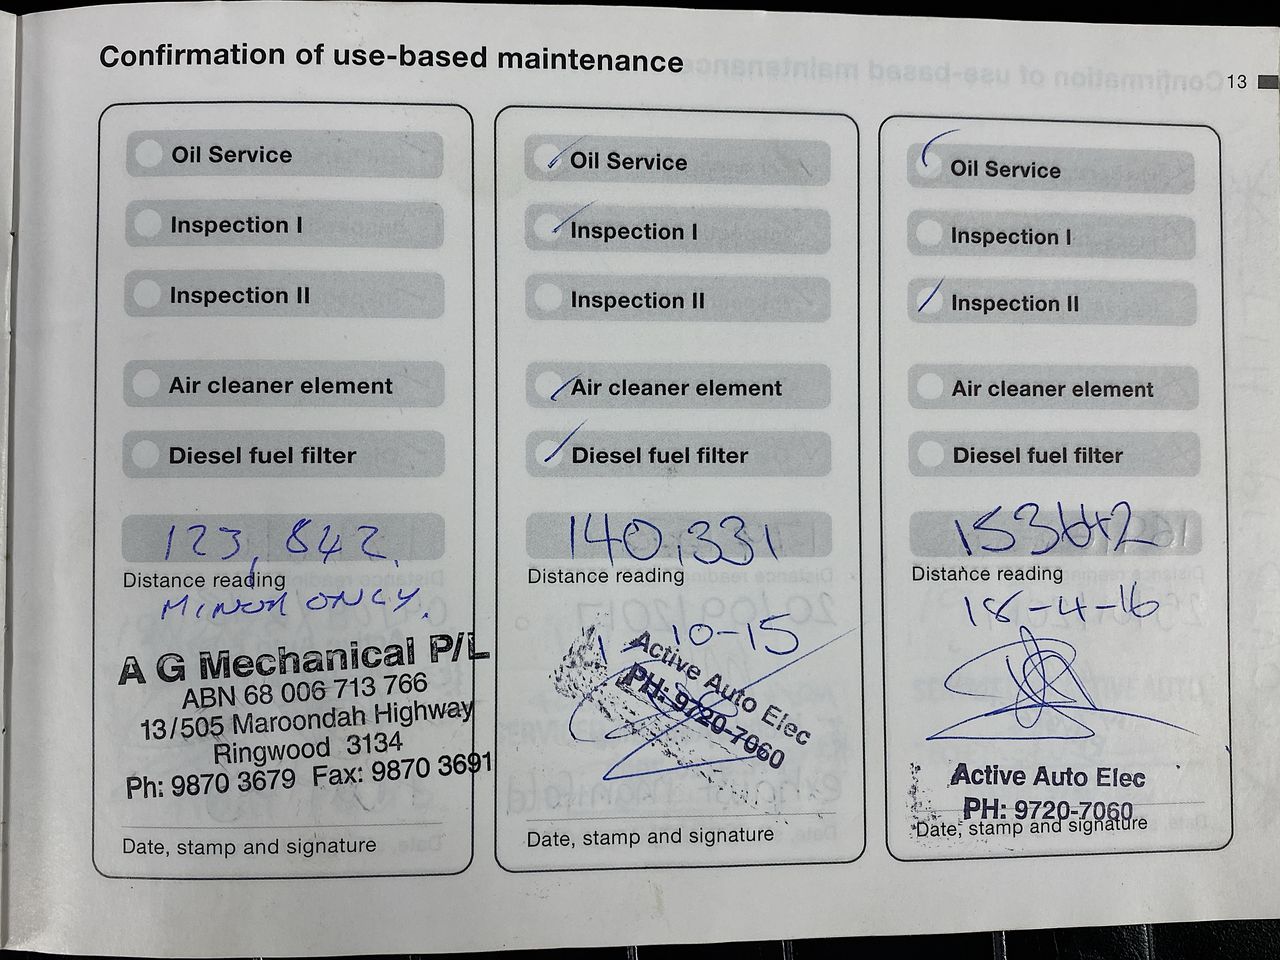 Confirmation of use-based maintenance
13
Oil Service
Inspection I
Inspection II
Air cleaner element
Diesel fuel filter
123,842.
Distance reading
MINOR ONLY.
A G Mechanical P/L
ABN 68 006 713 766
13/505 Maroondah Highway
Ringwood 3134
Ph: 9870 3679 Fax: 9870 3691
Date, stamp and signature
Oil Service
Inspection I
Inspection II
Air cleaner element
Diesel fuel filter
140,331
Distance reading
10-15
Active Auto Elec
PH: 9720-7060
Date, stamp and signature
Oil Service
Inspection I
Inspection II
Air cleaner element
Diesel fuel filter
153642
Distance reading
18-4-16
Active Auto Elec
PH: 9720-7060
Date, stamp and signature